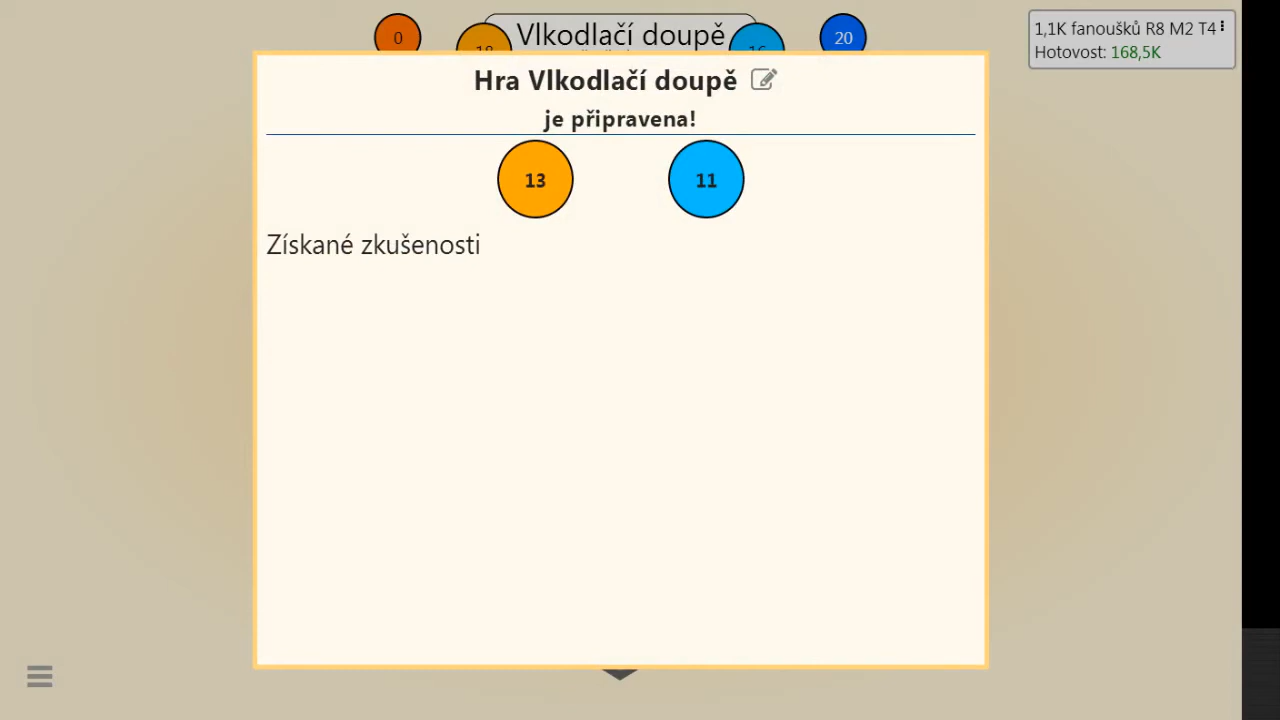 0
Vlkodlačí doupě
20
1,1K fanoušků R8 M2 T4
Hotovost: 168,5K
Hra Vlkodlačí doupě
je připravena!
13
11
Získané zkušenosti